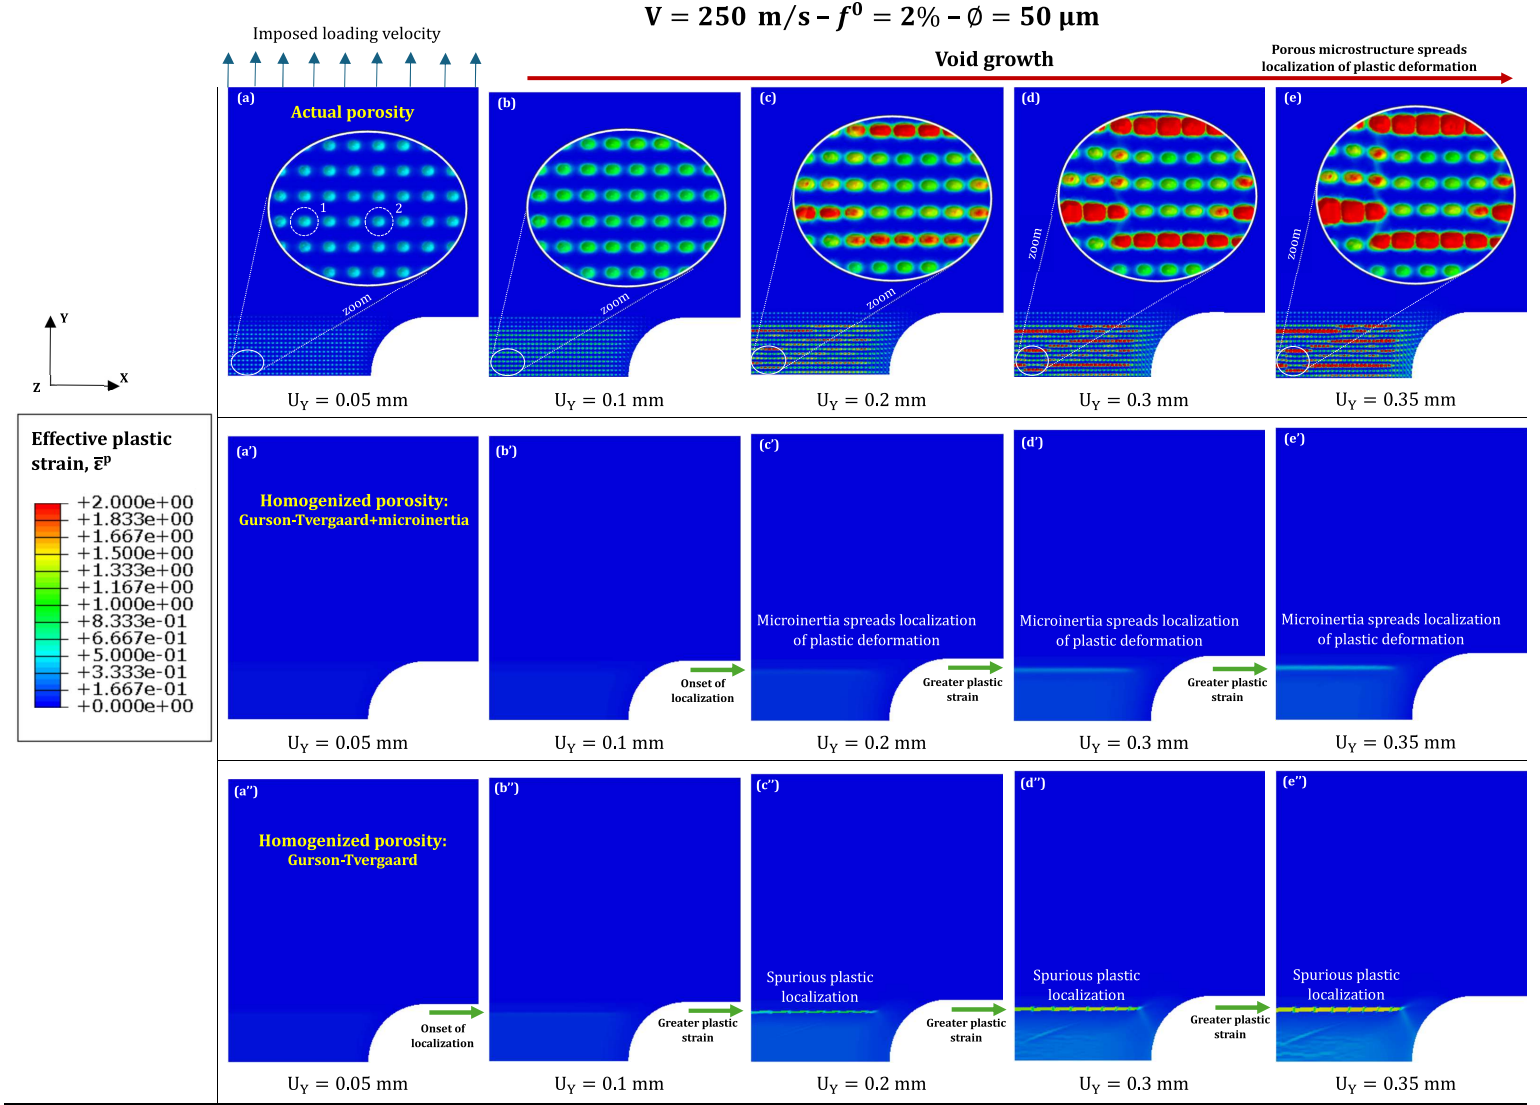 V = 250 m/s – f⁰ = 2% – Ø = 50 μm
Imposed loading velocity
Void growth
Porous microstructure spreads
localization of plastic deformation
(a)
Actual porosity
1
2
zoom
(b)
(c)
zoom
(d)
zoom
(e)
zoom
Y
Z
X
U_Y = 0.05 mm
U_Y = 0.1 mm
U_Y = 0.2 mm
U_Y = 0.3 mm
U_Y = 0.35 mm
Effective plastic
strain, ε̄ᵖ
+2.000e+00
+1.833e+00
+1.667e+00
+1.500e+00
+1.333e+00
+1.167e+00
+1.000e+00
+8.333e-01
+6.667e-01
+5.000e-01
+3.333e-01
+1.667e-01
+0.000e+00
(a')
Homogenized porosity:
Gurson-Tvergaard+microinertia
(b')
Onset of
localization
(c')
Microinertia spreads localization
of plastic deformation
Greater plastic
strain
(d')
Microinertia spreads localization
of plastic deformation
Greater plastic
strain
(e')
Microinertia spreads localization
of plastic deformation
U_Y = 0.05 mm
U_Y = 0.1 mm
U_Y = 0.2 mm
U_Y = 0.3 mm
U_Y = 0.35 mm
(a'')
Homogenized porosity:
Gurson-Tvergaard
Onset of
localization
(b'')
Greater plastic
strain
(c'')
Spurious plastic
localization
Greater plastic
strain
(d'')
Spurious plastic
localization
Greater plastic
strain
(e'')
Spurious plastic
localization
U_Y = 0.05 mm
U_Y = 0.1 mm
U_Y = 0.2 mm
U_Y = 0.3 mm
U_Y = 0.35 mm